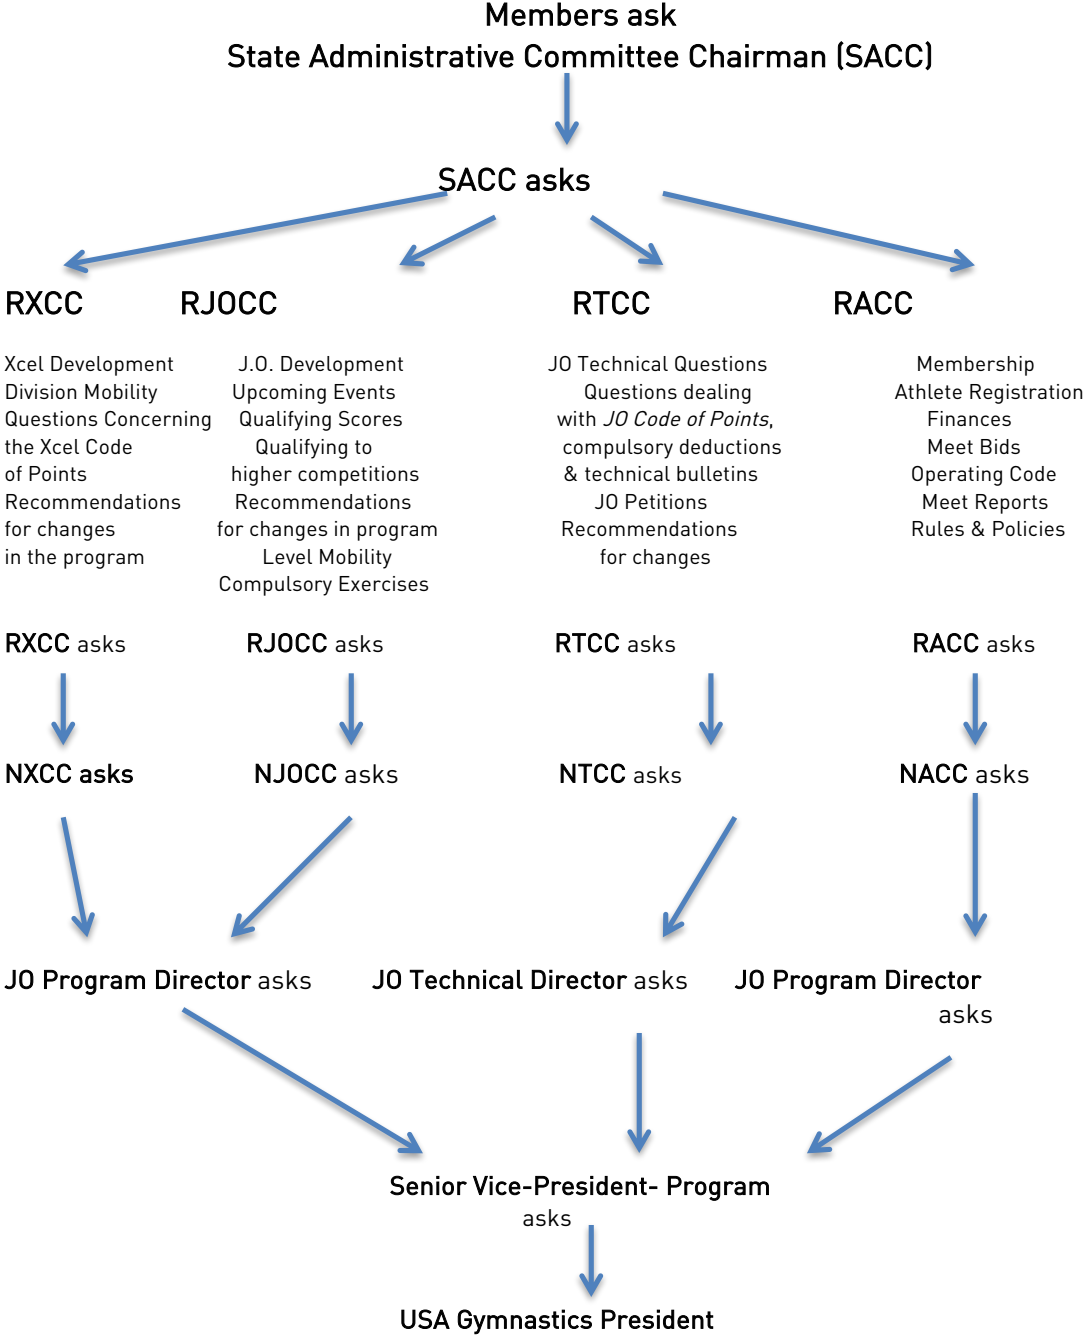 Members ask
State Administrative Committee Chairman (SACC)
SACC asks
RXCC
RJOCC
RTCC
RACC
Xcel Development
Division Mobility
Questions Concerning
the Xcel Code
of Points
Recommendations
for changes
in the program
J.O. Development
Upcoming Events
Qualifying Scores
Qualifying to
higher competitions
Recommendations
for changes in program
Level Mobility
Compulsory Exercises
JO Technical Questions
Questions dealing
with JO Code of Points,
compulsory deductions
& technical bulletins
JO Petitions
Recommendations
for changes
Membership
Athlete Registration
Finances
Meet Bids
Operating Code
Meet Reports
Rules & Policies
RXCC asks
RJOCC asks
RTCC asks
RACC asks
NXCC asks
NJOCC asks
NTCC asks
NACC asks
JO Program Director asks
JO Technical Director asks
JO Program Director
asks
Senior Vice-President- Program
asks
USA Gymnastics President